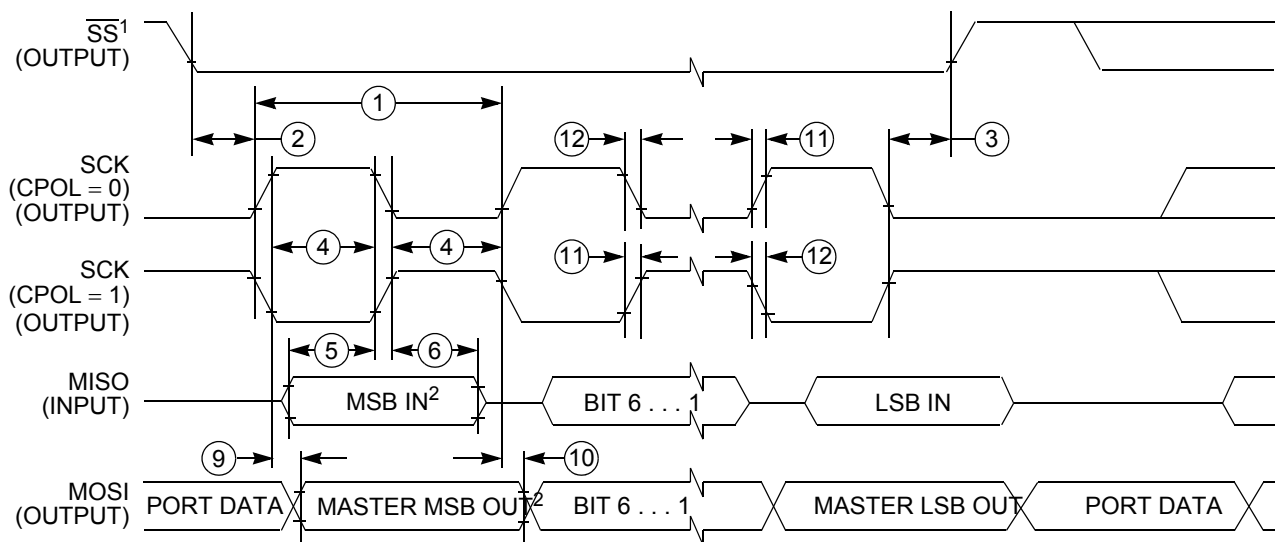 SS1
(OUTPUT)
1
2
12
11
3
SCK
(CPOL = 0)
(OUTPUT)
4
4
SCK
(CPOL = 1)
(OUTPUT)
11
12
5
6
MISO
(INPUT)
MSB IN2
BIT 6 . . . 1
LSB IN
9
10
MOSI
(OUTPUT)
PORT DATA
MASTER MSB OUT2
BIT 6 . . . 1
MASTER LSB OUT
PORT DATA